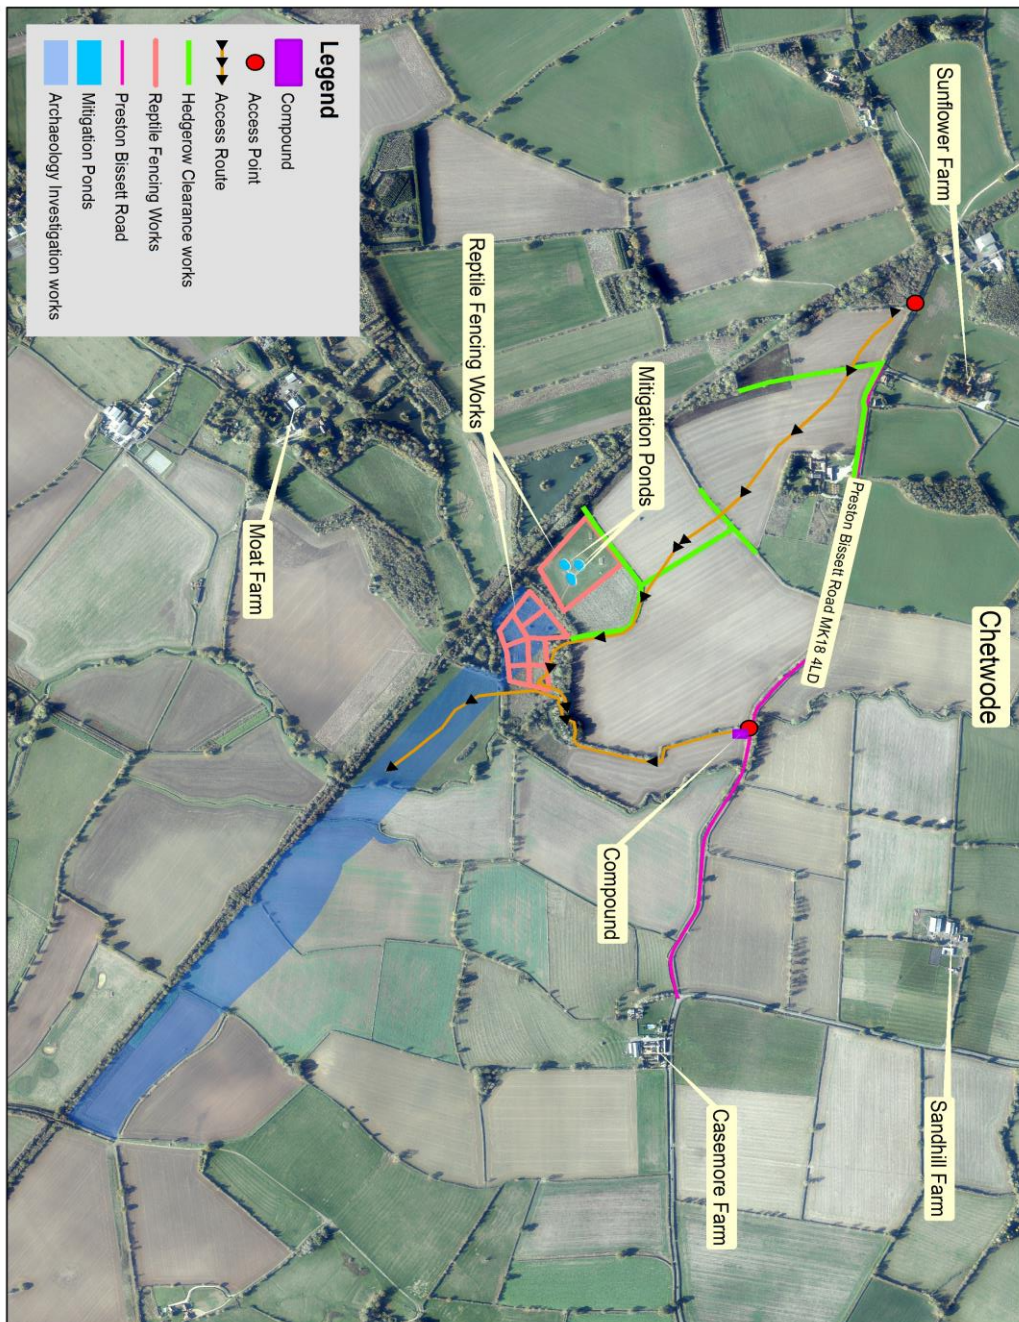 Chetwode
Sunflower Farm
Sandhill Farm
Preston Bissett Road MK18 4LD
Casemore Farm
Compound
Mitigation Ponds
Reptile Fencing Works
Moat Farm
Legend
Compound
Access Point
Access Route
Hedgerow Clearance works
Reptile Fencing Works
Preston Bissett Road
Mitigation Ponds
Archaeology Investigation works